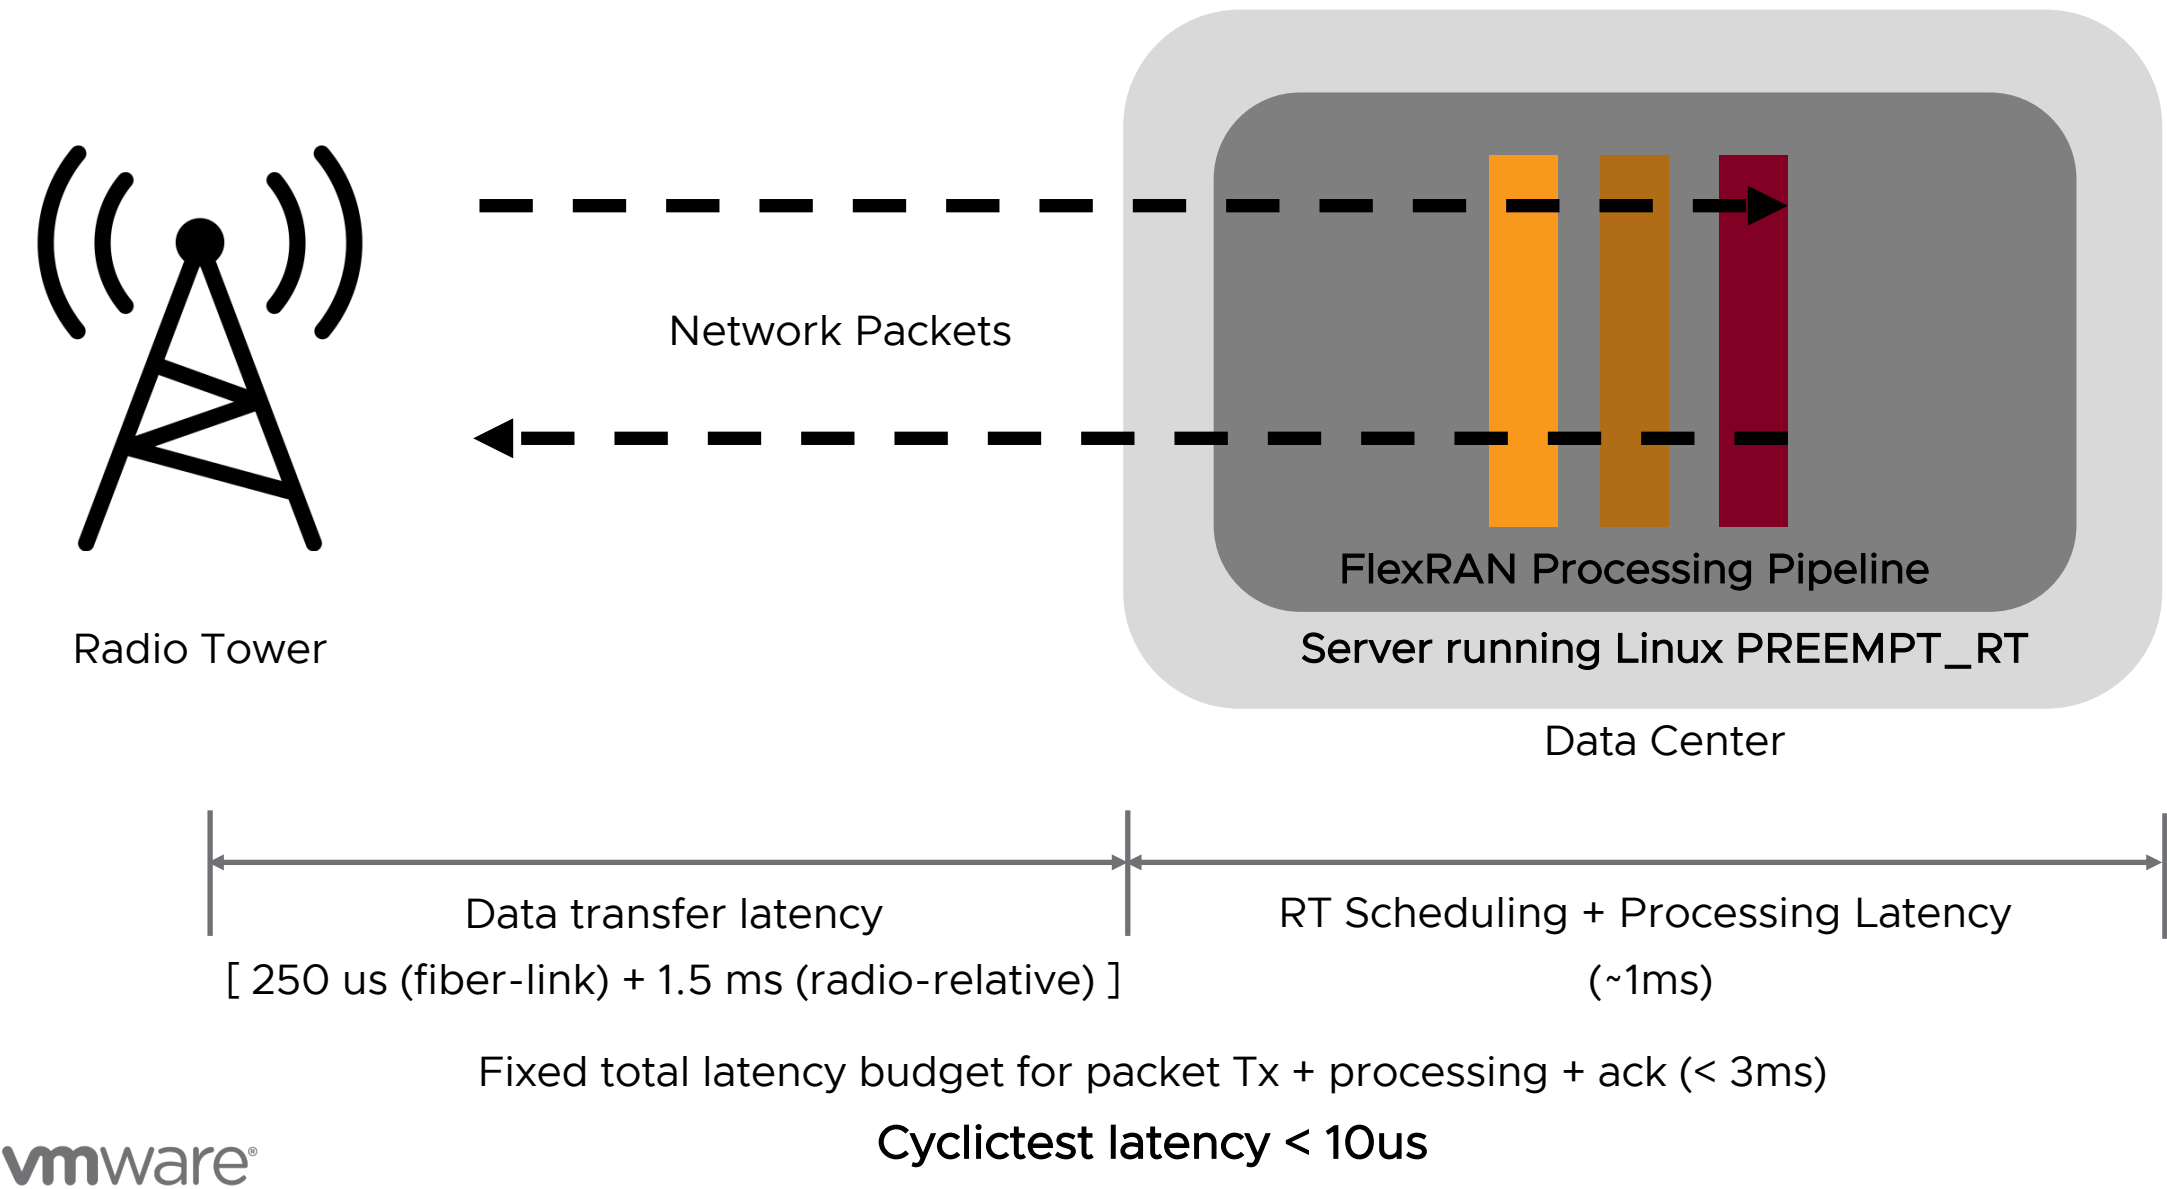 Network Packets
FlexRAN Processing Pipeline
Radio Tower
Server running Linux PREEMPT_RT
Data Center
Data transfer latency
[ 250 us (fiber-link) + 1.5 ms (radio-relative) ]
RT Scheduling + Processing Latency
(~1ms)
Fixed total latency budget for packet Tx + processing + ack (< 3ms)
Cyclictest latency < 10us
vmware®